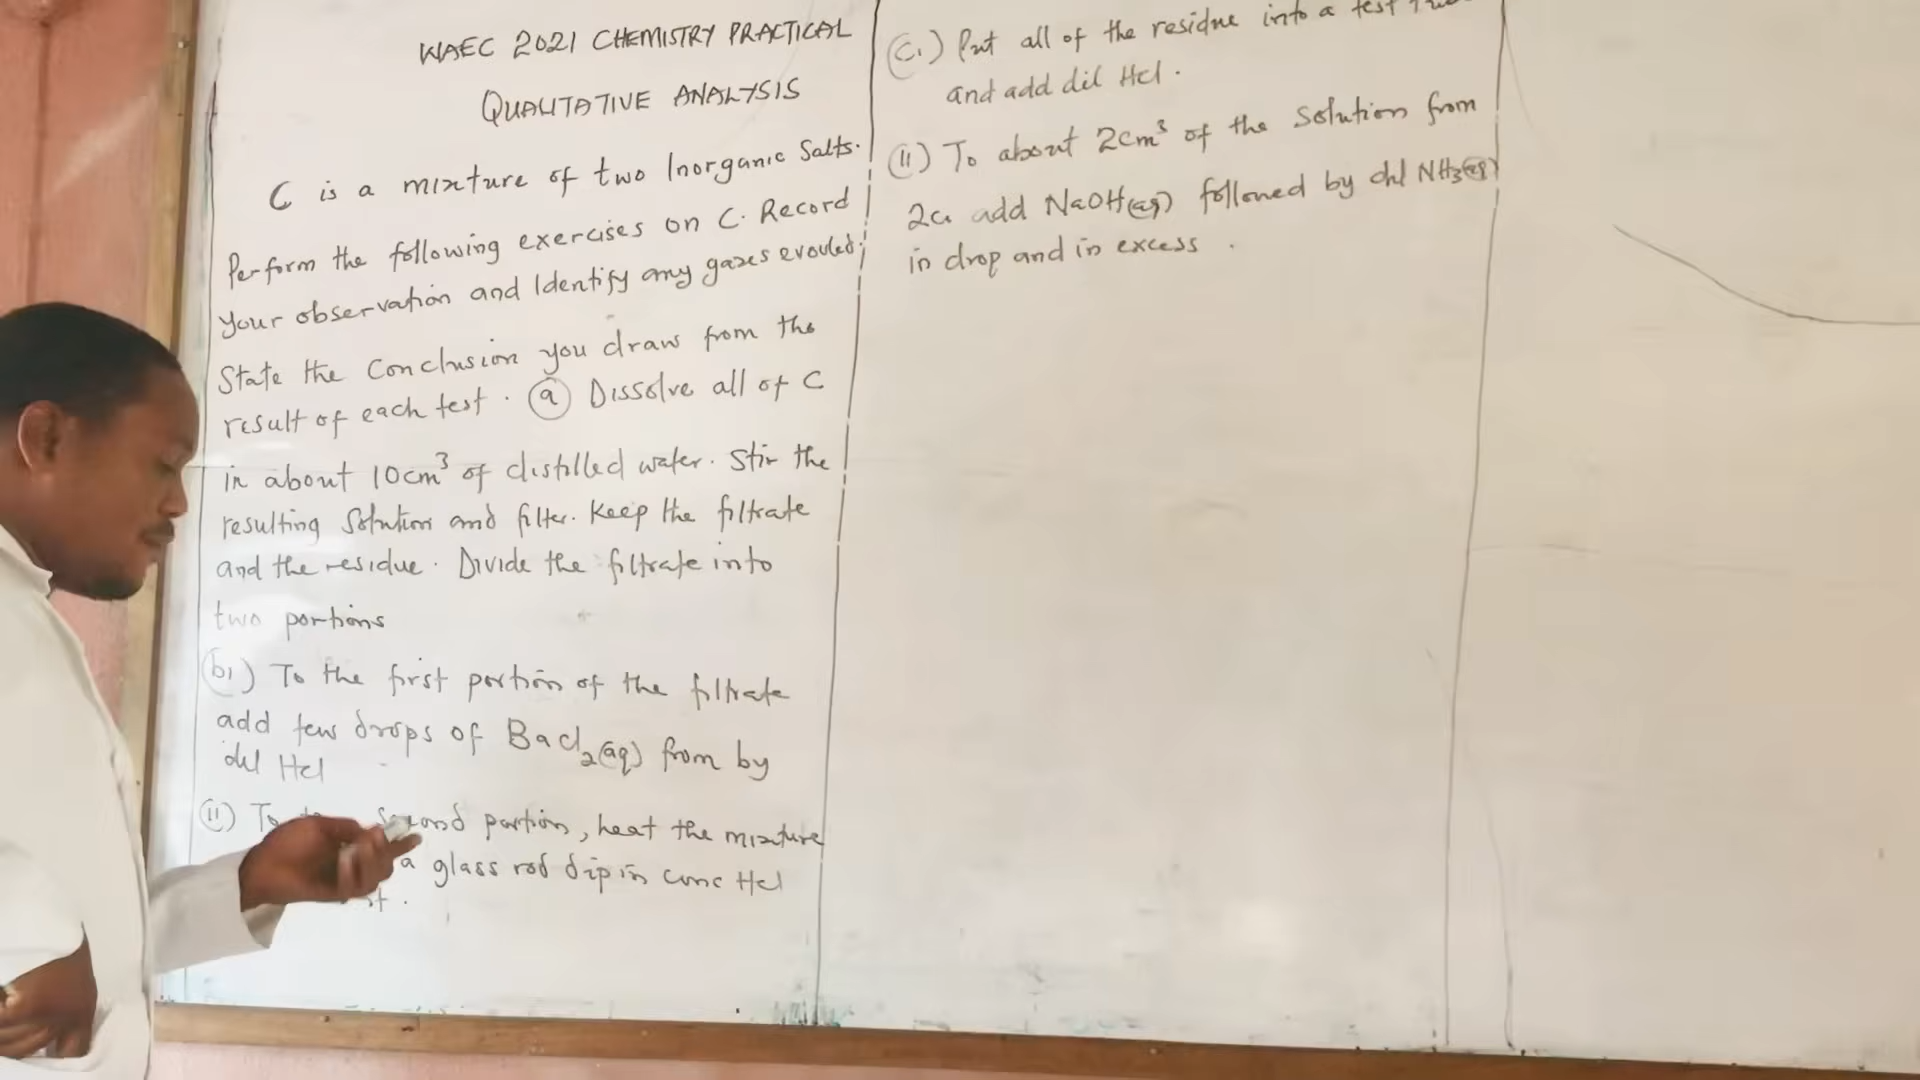 WAEC 2021 CHEMISTRY PRACTICAL
QUALITATIVE ANALYSIS
C is a mixture of two Inorganic Salts.
Perform the following exercises on C. Record
your observation and Identify any gases evovled.
State the Conclusion you draw from the
result of each test. (a) Dissolve all of C
in about 10cm³ of distilled water. Stir the
resulting Solution and filter. Keep the filtrate
and the residue. Divide the filtrate into
two portions
(bi) To the first portion of the filtrate
add few drops of BaCl₂(aq) from by
dil HCl
(ii) To second portion, heat the mixture
a glass rod dip in conc HCl
(c.) Put all of the residue into a test
and add dil HCl.
(ii) To about 2cm³ of the Solution from
add NaOH(aq) followed by dil NH₃(aq)
in drop and in excess.